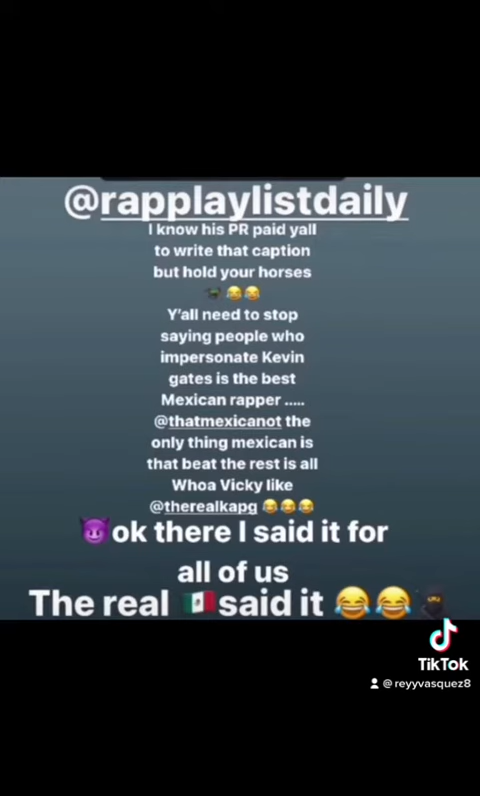 @rapplaylistdaily
I know his PR paid yall
to write that caption
but hold your horses
😂😂
Y'all need to stop
saying people who
impersonate Kevin
gates is the best
Mexican rapper .....
@thatmexicanot the
only thing mexican is
that beat the rest is all
Whoa Vicky like
@therealkapg 😂😂😂
😈ok there I said it for
all of us
The real 🇲🇽said it 😂😂🥷
TikTok
@reyyvasquez8